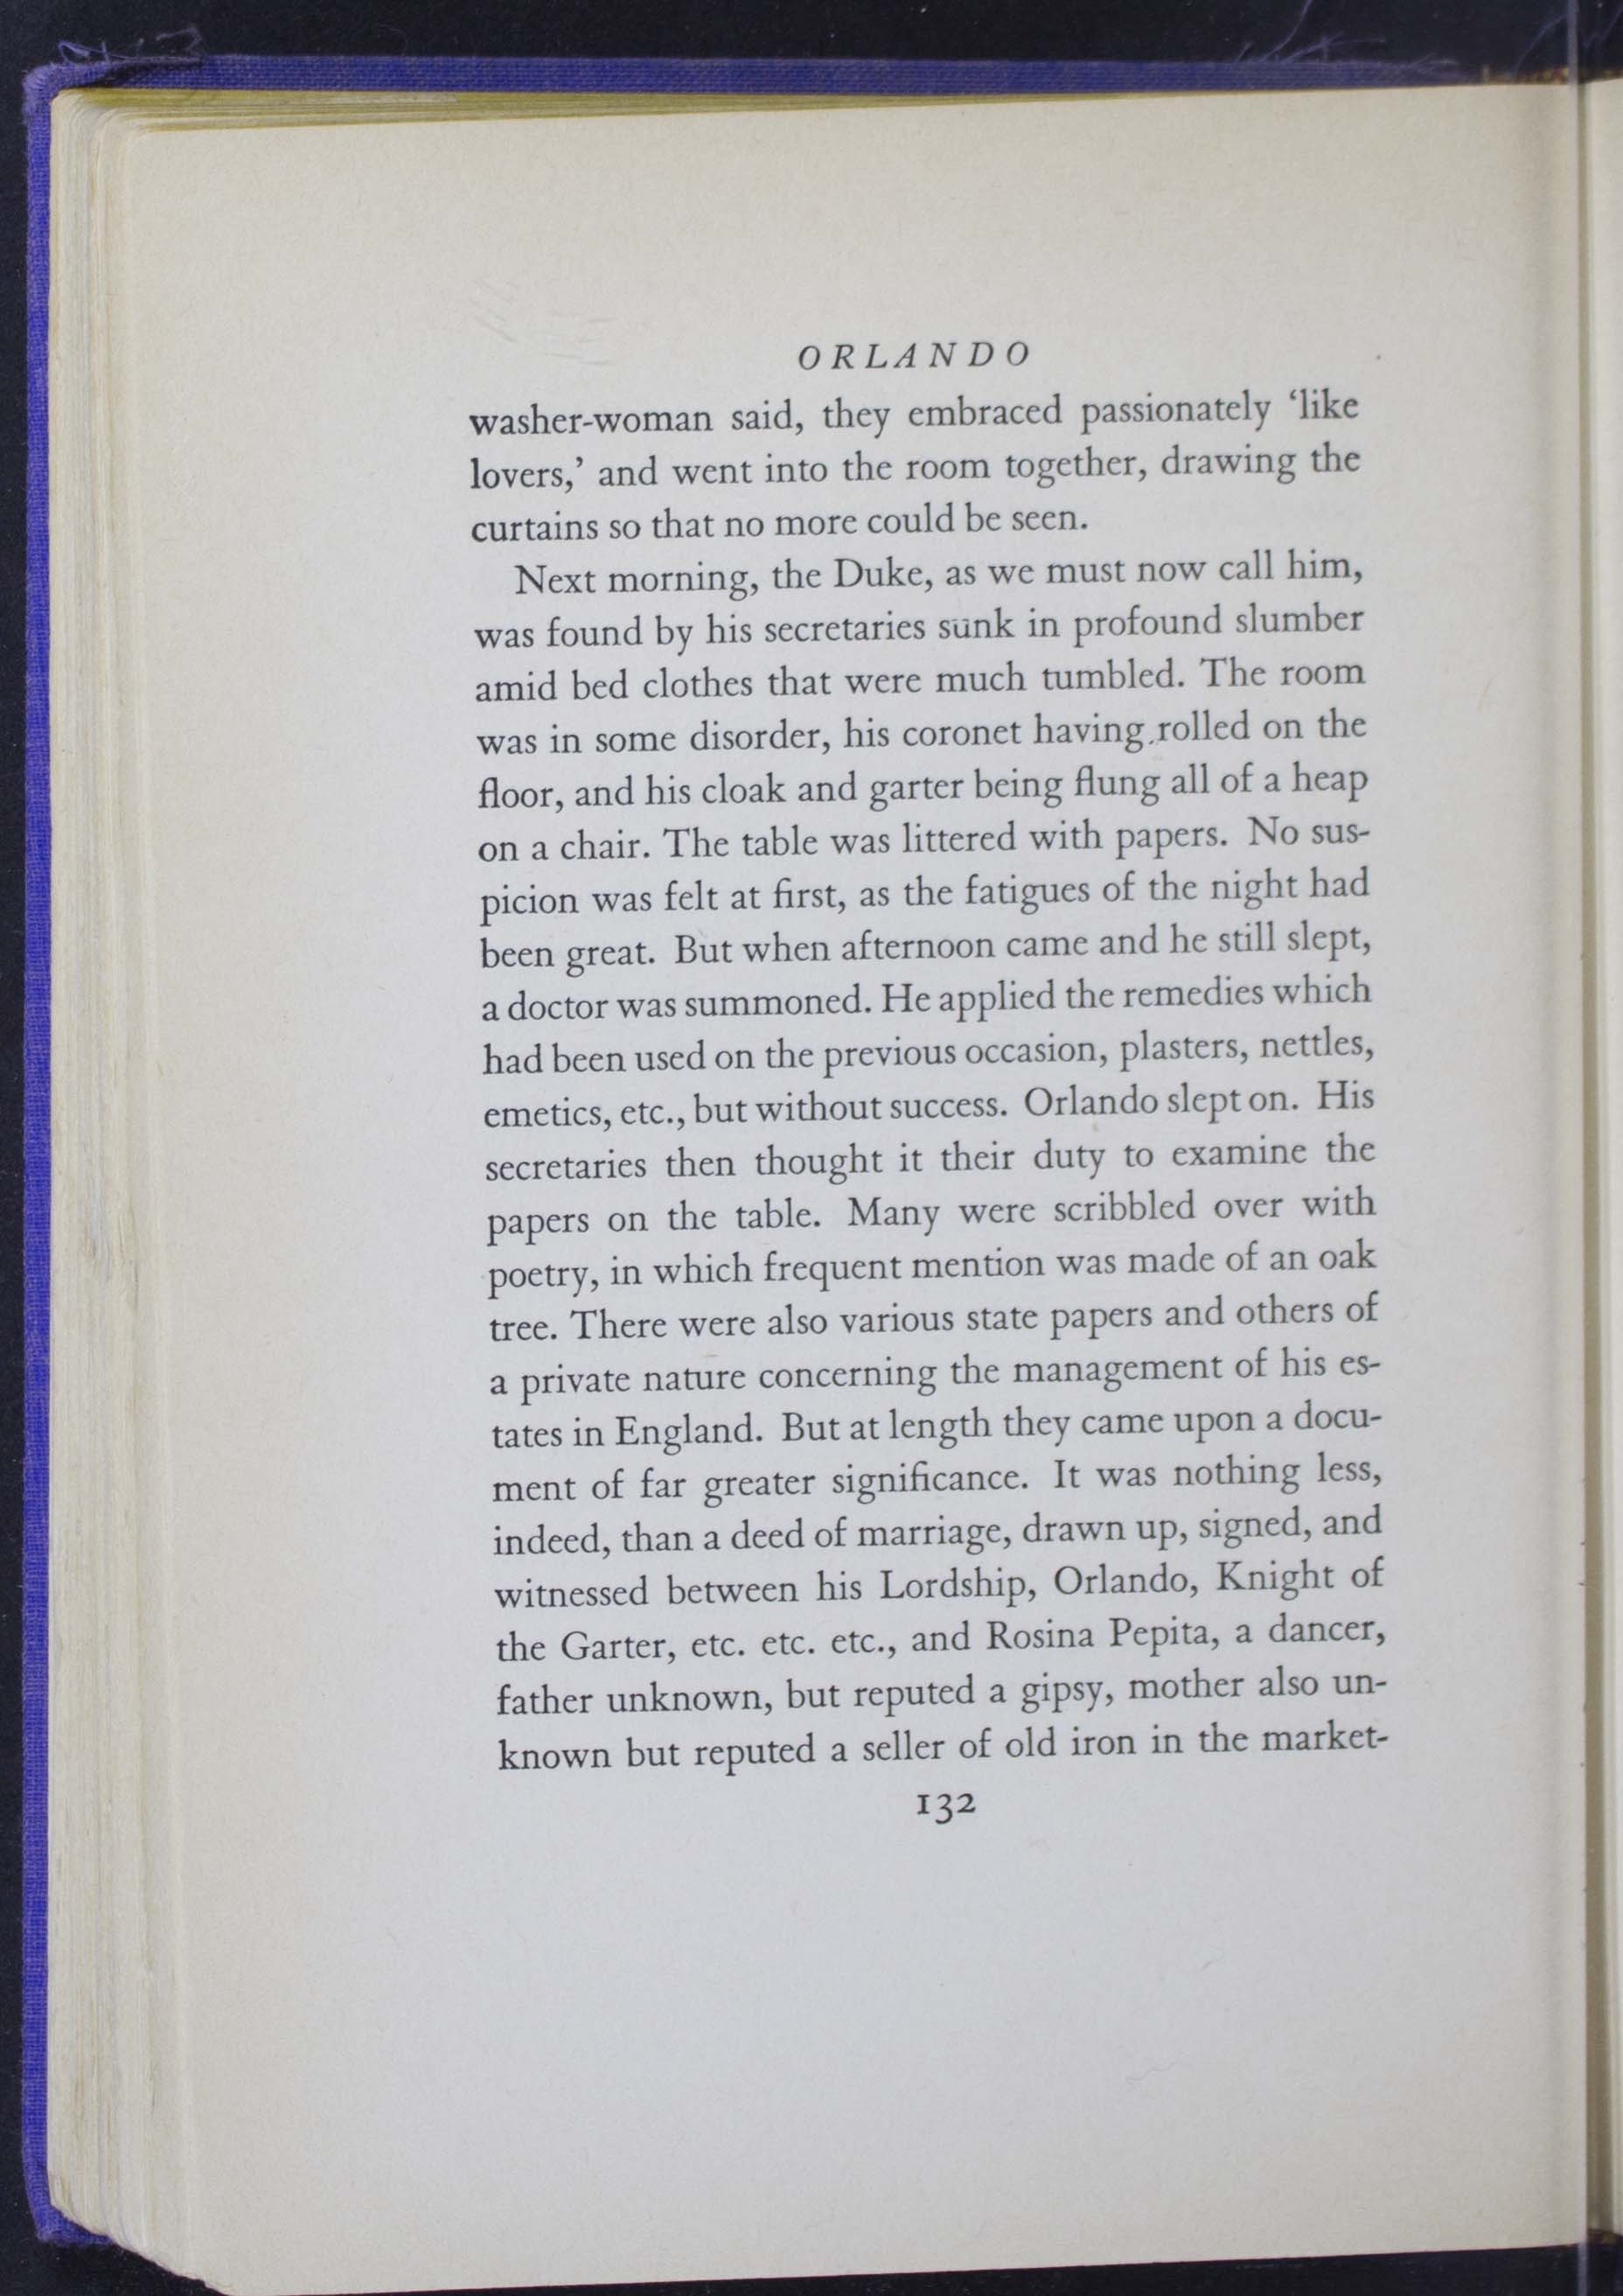 ORLANDO
washer-woman said, they embraced passionately ‘like
lovers,’ and went into the room together, drawing the
curtains so that no more could be seen.
Next morning, the Duke, as we must now call him,
was found by his secretaries sunk in profound slumber
amid bed clothes that were much tumbled. The room
was in some disorder, his coronet having rolled on the
floor, and his cloak and garter being flung all of a heap
on a chair. The table was littered with papers. No sus-
picion was felt at first, as the fatigues of the night had
been great. But when afternoon came and he still slept,
a doctor was summoned. He applied the remedies which
had been used on the previous occasion, plasters, nettles,
emetics, etc., but without success. Orlando slept on. His
secretaries then thought it their duty to examine the
papers on the table. Many were scribbled over with
poetry, in which frequent mention was made of an oak
tree. There were also various state papers and others of
a private nature concerning the management of his es-
tates in England. But at length they came upon a docu-
ment of far greater significance. It was nothing less,
indeed, than a deed of marriage, drawn up, signed, and
witnessed between his Lordship, Orlando, Knight of
the Garter, etc. etc. etc., and Rosina Pepita, a dancer,
father unknown, but reputed a gipsy, mother also un-
known but reputed a seller of old iron in the market-
132